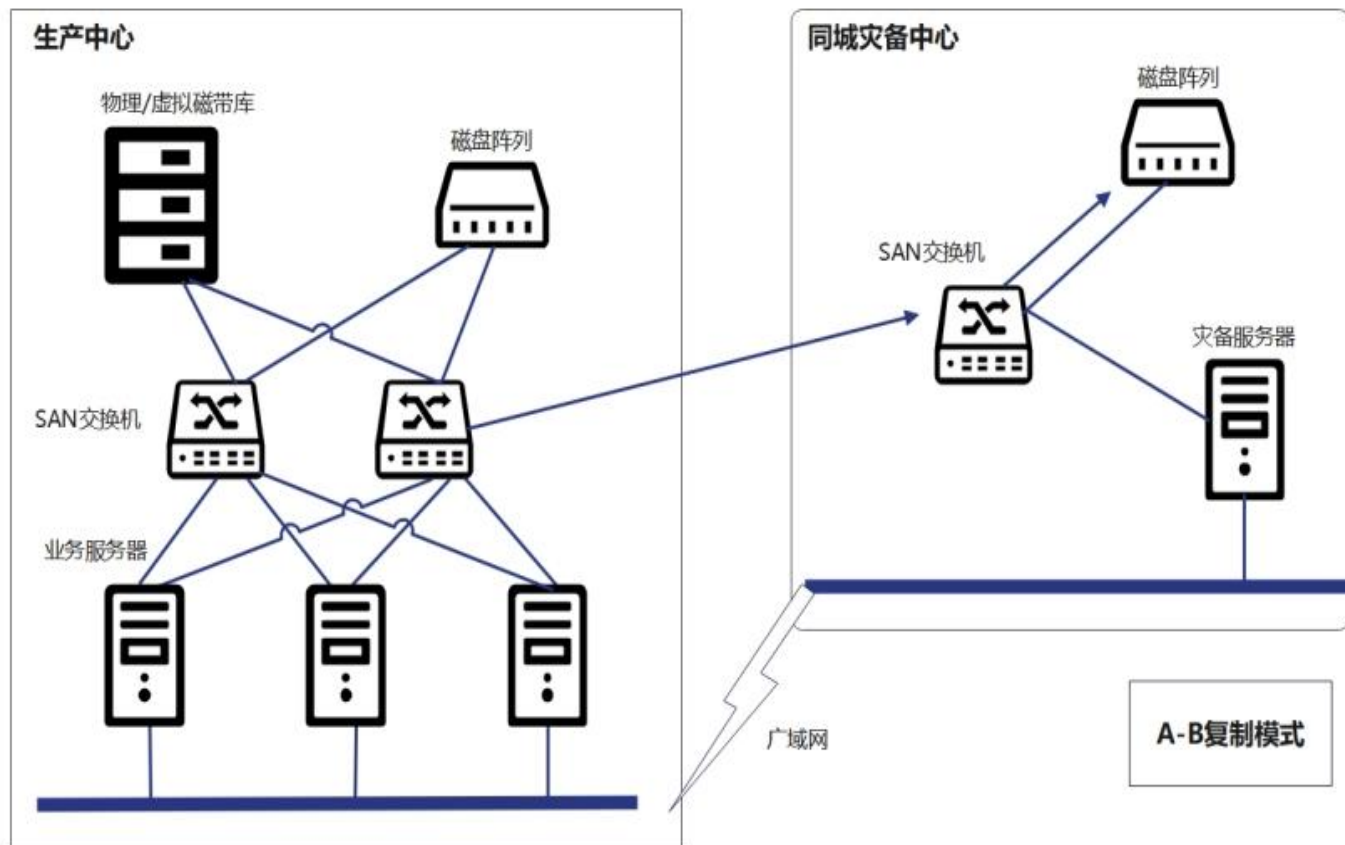 生产中心
同城灾备中心
物理/虚拟磁带库
磁盘阵列
磁盘阵列
SAN交换机
灾备服务器
SAN交换机
业务服务器
广域网
A-B复制模式